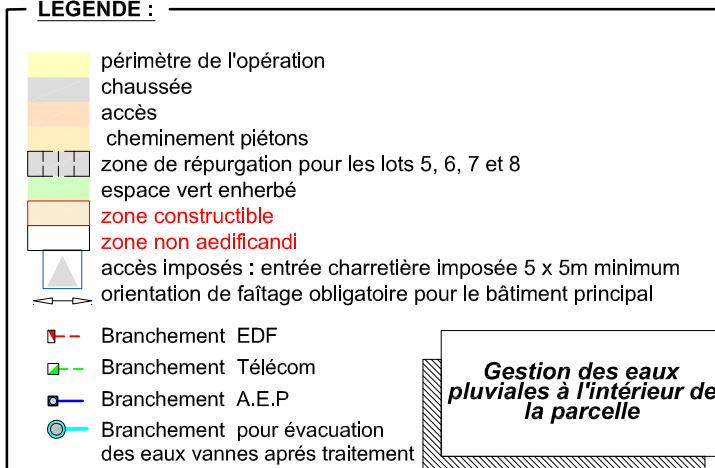 LEGENDE :
périmètre de l'opération
chaussée
accès
cheminement piétons
zone de répurgation pour les lots 5, 6, 7 et 8
espace vert enherbé
zone constructible
zone non aedificandi
accès imposés : entrée charretière imposée 5 x 5m minimum
orientation de faîtage obligatoire pour le bâtiment principal
Branchement EDF
Branchement Télécom
Branchement A.E.P
Branchement pour évacuation
des eaux vannes aprés traitement
Gestion des eaux
pluviales à l'intérieur de
la parcelle